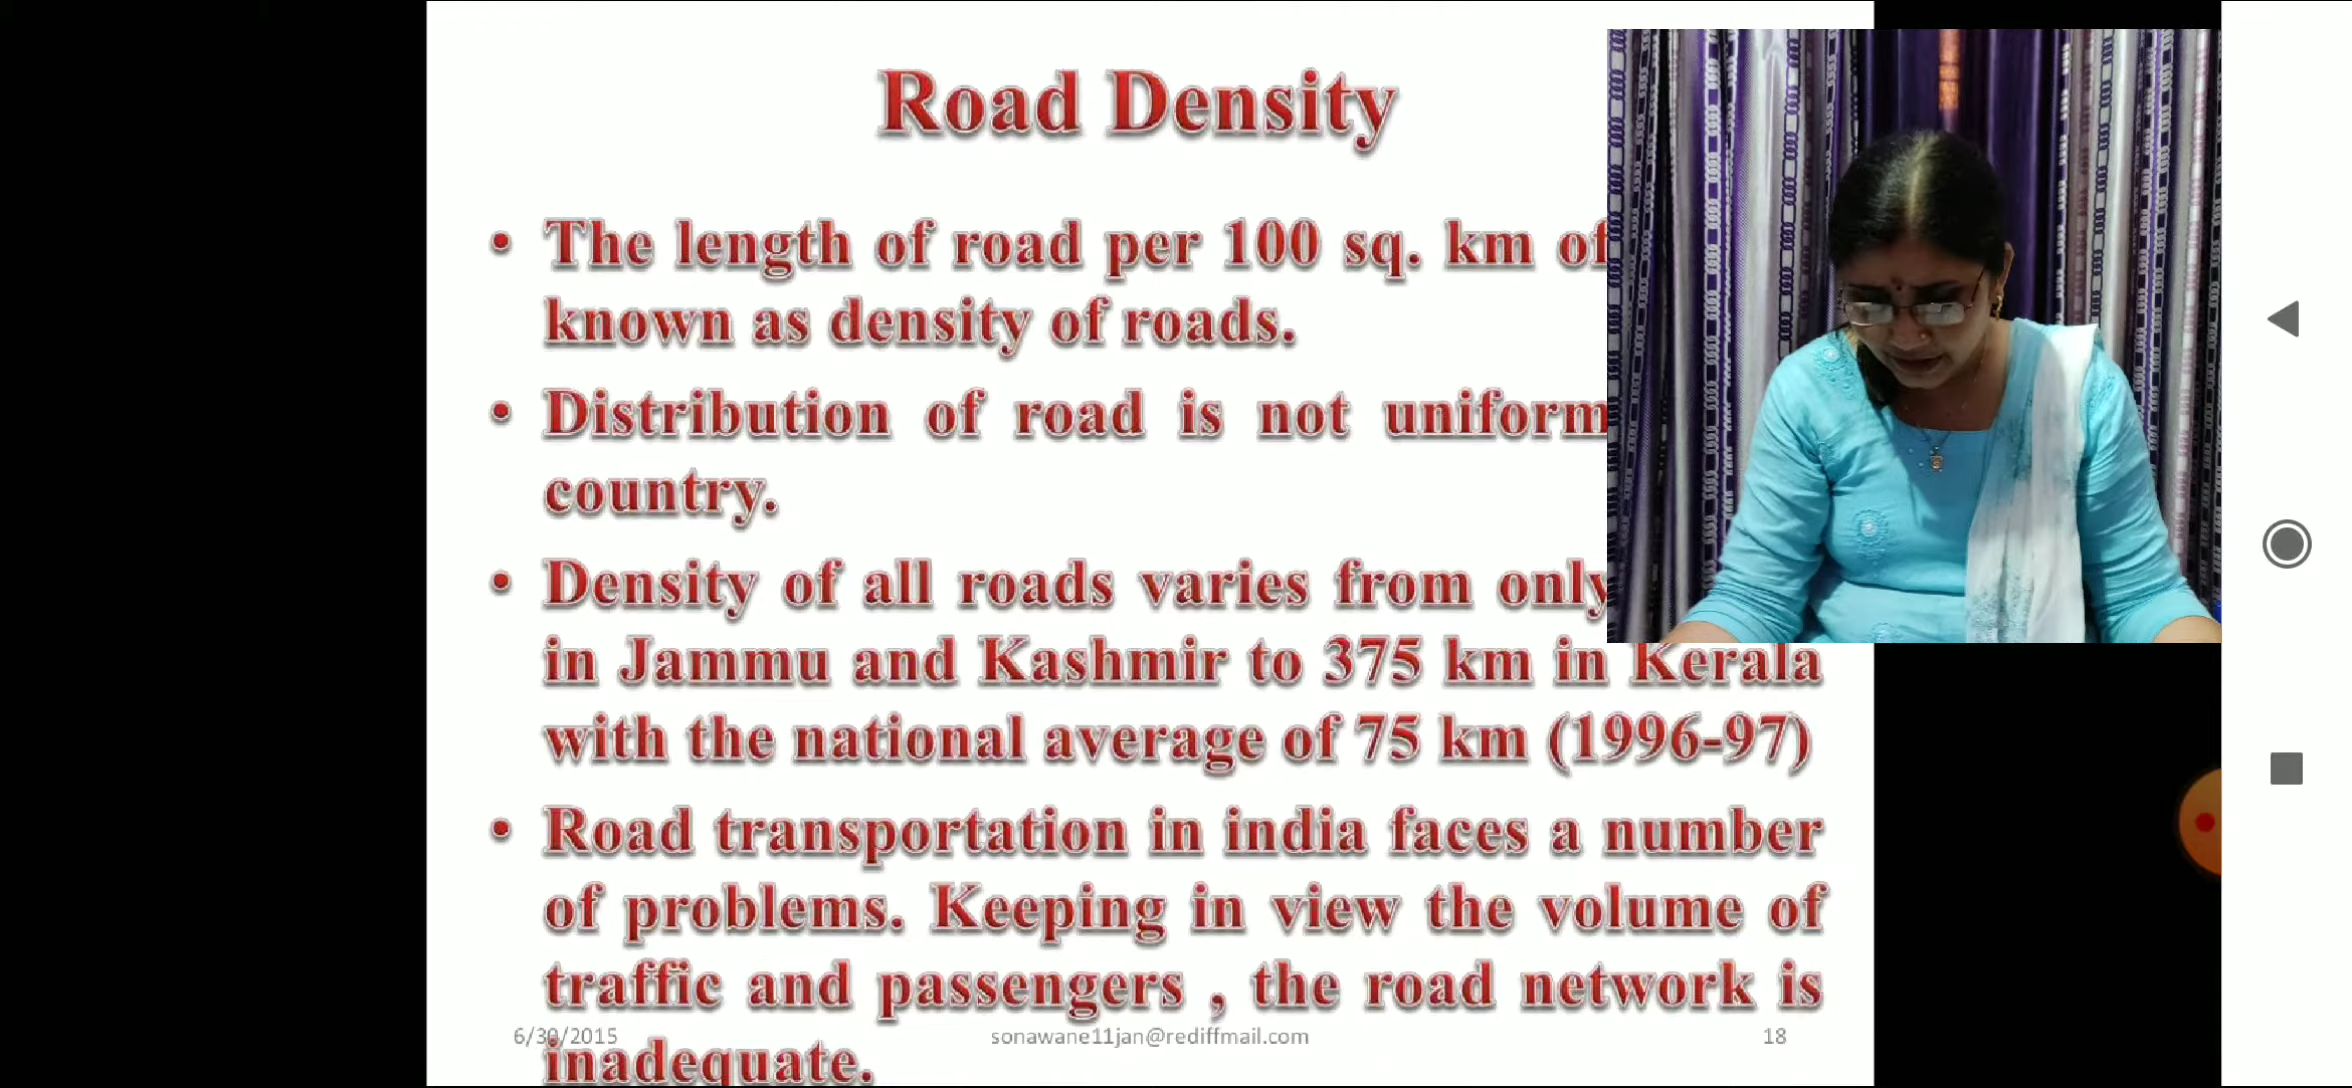 Road Density
• The length of road per 100 sq. km of
known as density of roads.
• Distribution of road is not uniform
country.
• Density of all roads varies from only
in Jammu and Kashmir to 375 km in Kerala
with the national average of 75 km (1996-97)
• Road transportation in india faces a number
of problems. Keeping in view the volume of
traffic and passengers , the road network is
inadequate.
6/30/2015 sonawane11jan@rediffmail.com 18